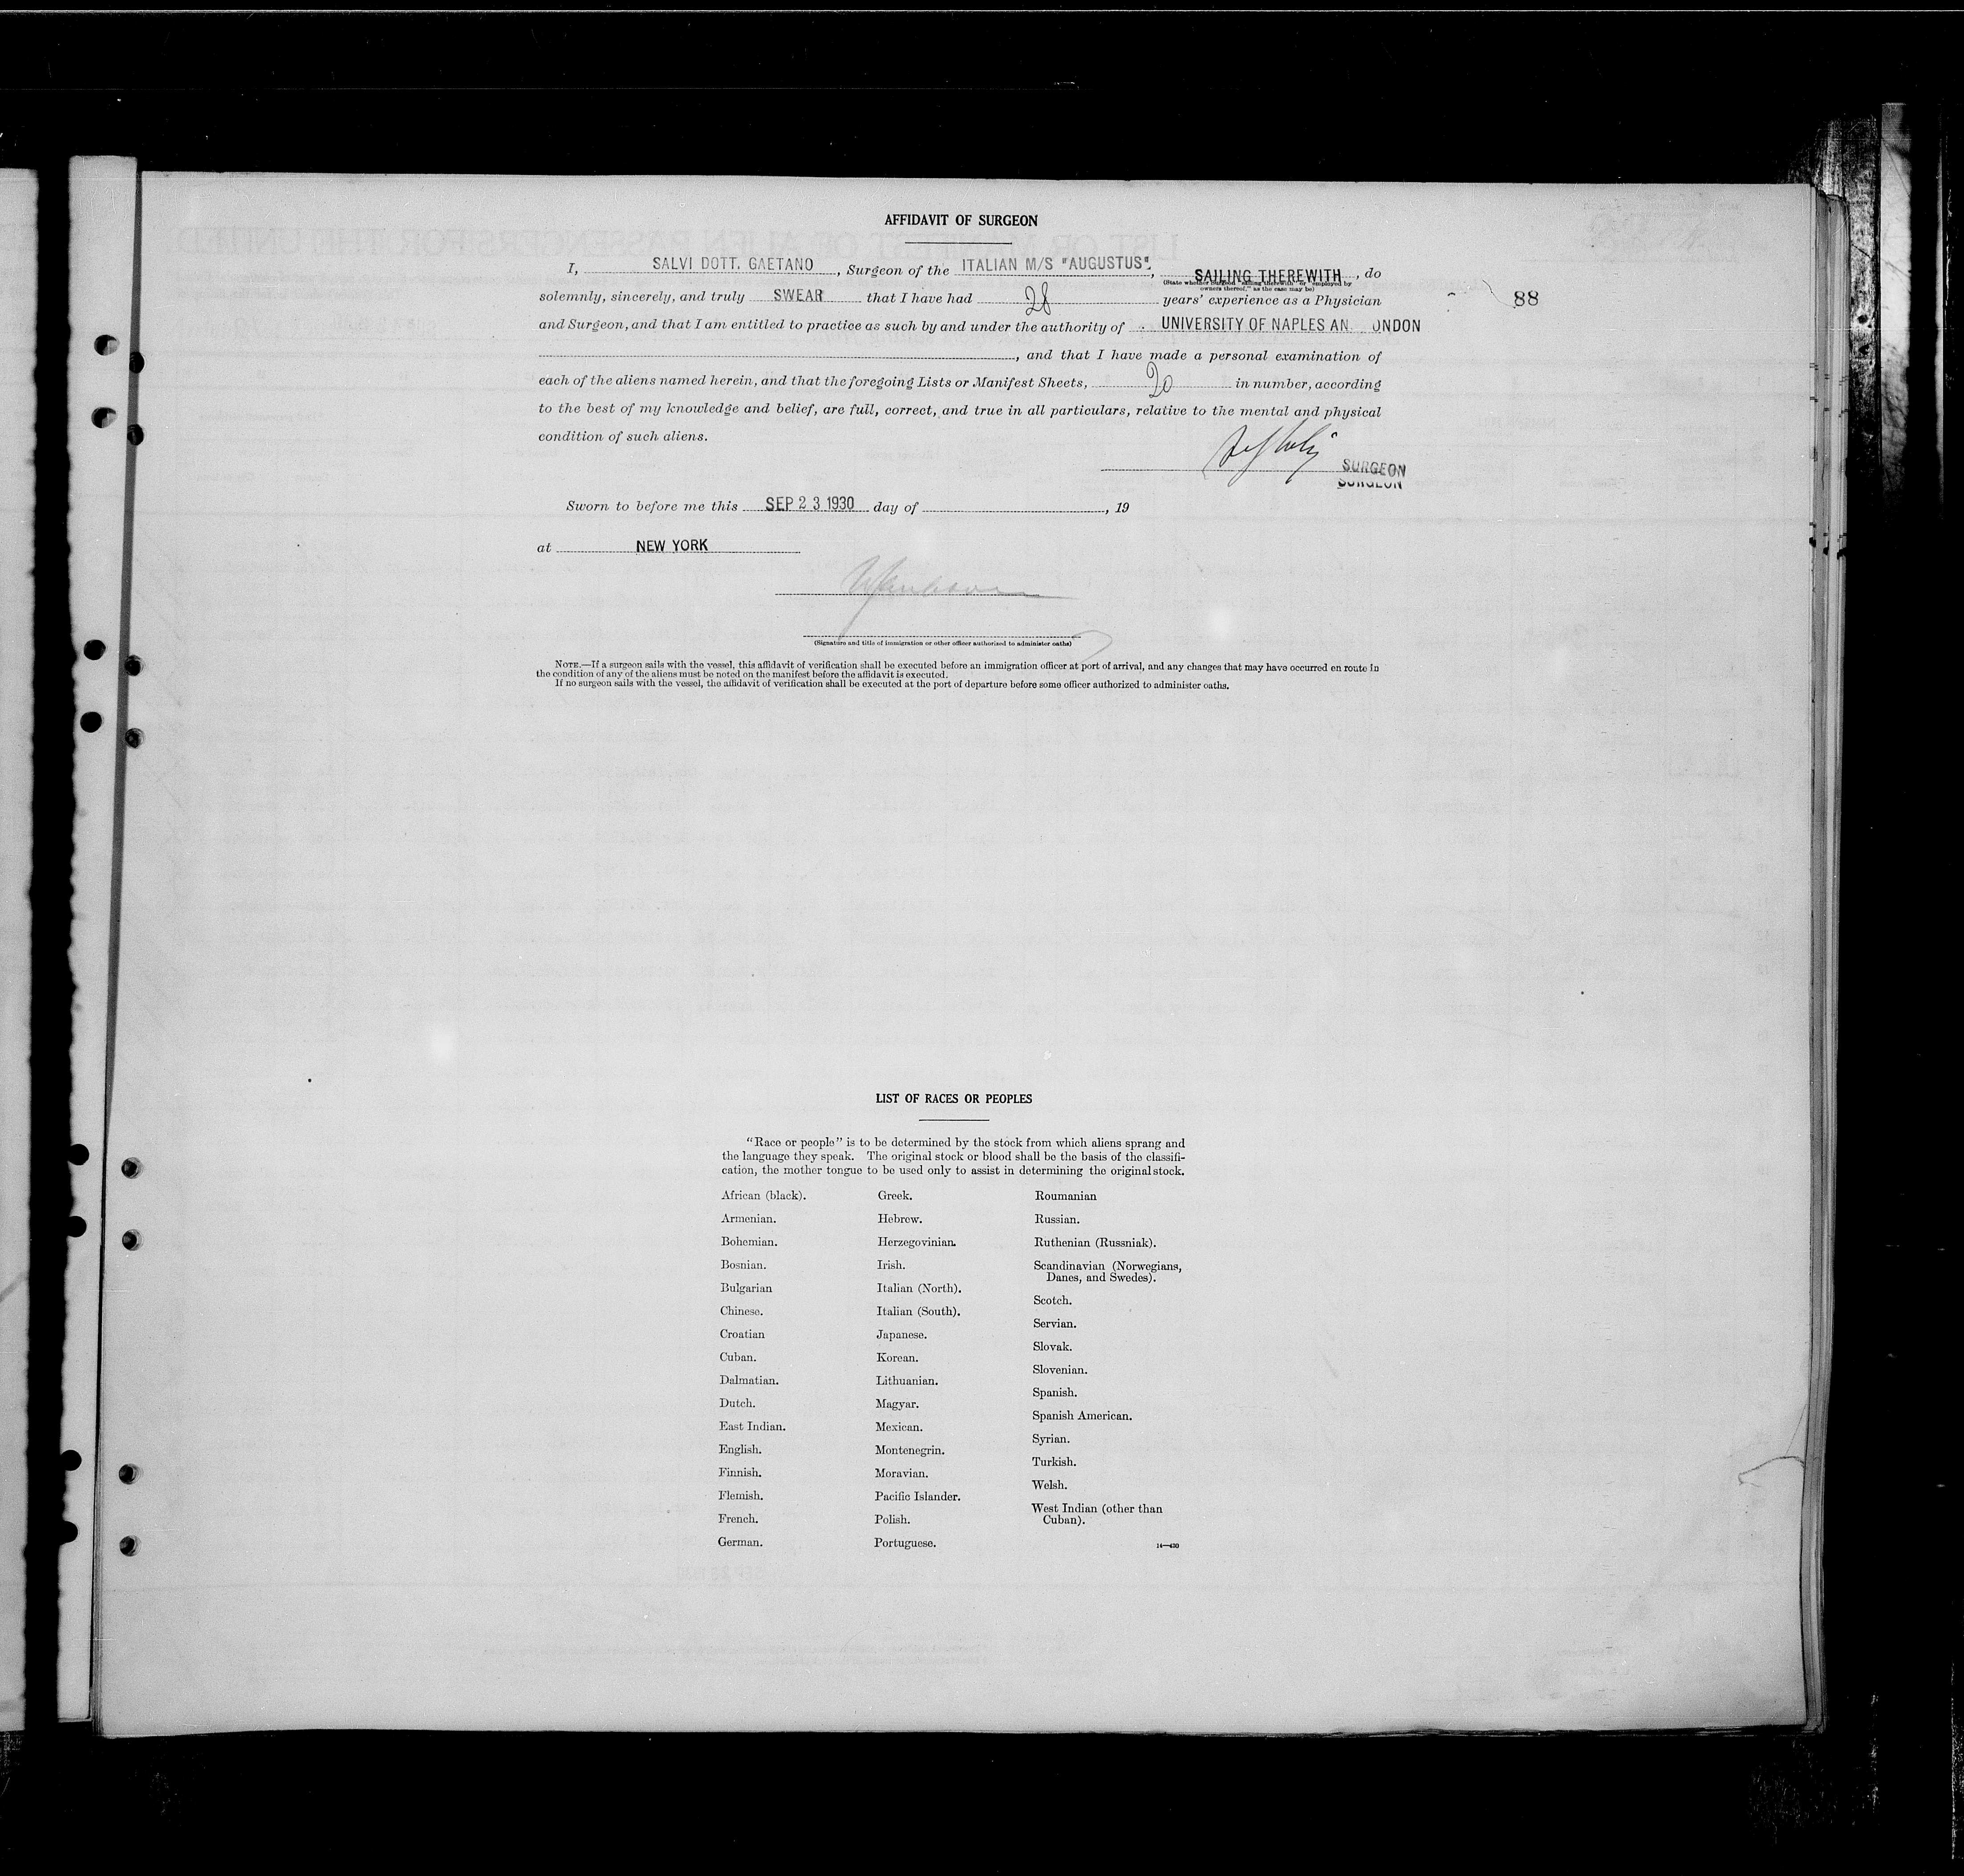 AFFIDAVIT OF SURGEON
I, SALVI DOTT. GAETANO, Surgeon of the ITALIAN M/S "AUGUSTUS", SAILING THEREWITH, do
(State whether Surgeon "sailing therewith" or "employed by
owners thereof," as the case may be)
solemnly, sincerely, and truly SWEAR that I have had 28 years' experience as a Physician
88
and Surgeon, and that I am entitled to practice as such by and under the authority of UNIVERSITY OF NAPLES AN ONDON
, and that I have made a personal examination of
each of the aliens named herein, and that the foregoing Lists or Manifest Sheets, 20 in number, according
to the best of my knowledge and belief, are full, correct, and true in all particulars, relative to the mental and physical
condition of such aliens.
SURGEON
SURGEON
Sworn to before me this SEP 23 1930 day of , 19
at NEW YORK
(Signature and title of immigration or other officer authorized to administer oaths)
NOTE.—If a surgeon sails with the vessel, this affidavit of verification shall be executed before an immigration officer at port of arrival, and any changes that may have occurred en route in
the condition of any of the aliens must be noted on the manifest before the affidavit is executed.
If no surgeon sails with the vessel, the affidavit of verification shall be executed at the port of departure before some officer authorized to administer oaths.
LIST OF RACES OR PEOPLES
"Race or people" is to be determined by the stock from which aliens sprang and
the language they speak. The original stock or blood shall be the basis of the classifi-
cation, the mother tongue to be used only to assist in determining the original stock.
African (black).
Armenian.
Bohemian.
Bosnian.
Bulgarian
Chinese.
Croatian
Cuban.
Dalmatian.
Dutch.
East Indian.
English.
Finnish.
Flemish.
French.
German.
Greek.
Hebrew.
Herzegovinian.
Irish.
Italian (North).
Italian (South).
Japanese.
Korean.
Lithuanian.
Magyar.
Mexican.
Montenegrin.
Moravian.
Pacific Islander.
Polish.
Portuguese.
Roumanian
Russian.
Ruthenian (Russniak).
Scandinavian (Norwegians,
Danes, and Swedes).
Scotch.
Servian.
Slovak.
Slovenian.
Spanish.
Spanish American.
Syrian.
Turkish.
Welsh.
West Indian (other than
Cuban).
14—430